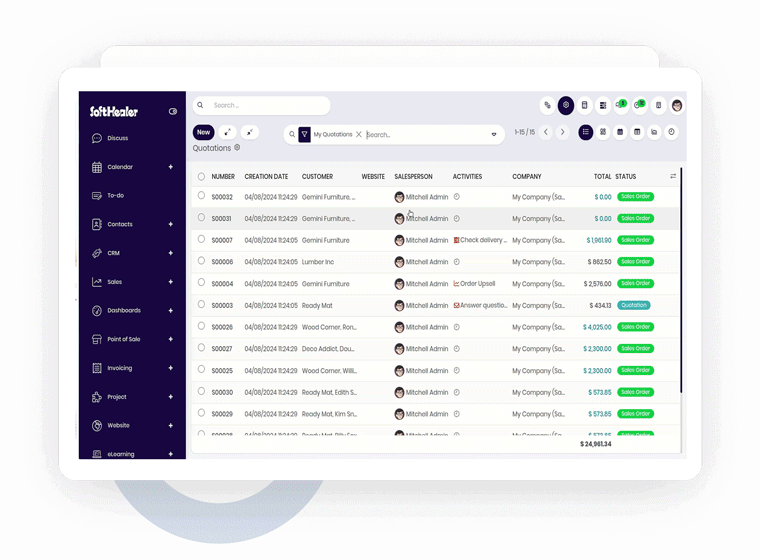 SoftHealer
Search ..
New
My Quotations
Search...
1-15 / 15
Quotations
Discuss
Calendar
To-do
Contacts
CRM
Sales
Dashboards
Point of Sale
Invoicing
Project
Website
eLearning
NUMBER CREATION DATE CUSTOMER WEBSITE SALESPERSON ACTIVITIES COMPANY TOTAL STATUS
S00032 04/08/2024 11:24:29 Gemini Furniture, ... Mitchell Admin My Company (Sa... $ 0.00 Sales Order
S00031 04/08/2024 11:24:29 Gemini Furniture, ... Mitchell Admin My Company (Sa... $ 0.00 Sales Order
S00007 04/08/2024 11:24:05 Gemini Furniture Mitchell Admin Check delivery ... My Company (Sa... $ 1,961.90 Sales Order
S00006 04/08/2024 11:24:05 Lumber Inc Mitchell Admin My Company (Sa... $ 662.50 Sales Order
S00004 04/08/2024 11:24:05 Gemini Furniture Mitchell Admin Order Upsell My Company (Sa... $ 2,576.00 Sales Order
S00003 04/08/2024 11:24:05 Ready Mat Mitchell Admin Answer questio... My Company (Sa... $ 434.13 Quotation
S00026 04/08/2024 11:24:29 Wood Corner, Ron... Mitchell Admin My Company (Sa... $ 4,025.00 Sales Order
S00027 04/08/2024 11:24:29 Deco Addict, Dou... Mitchell Admin My Company (Sa... $ 2,300.00 Sales Order
S00025 04/08/2024 11:24:29 Wood Corner, Willi... Mitchell Admin My Company (Sa... $ 2,300.00 Sales Order
S00030 04/08/2024 11:24:29 Ready Mat, Edith S... Mitchell Admin My Company (Sa... $ 573.85 Sales Order
S00029 04/08/2024 11:24:29 Ready Mat, Kim Sn... Mitchell Admin My Company (Sa... $ 573.85 Sales Order
$ 24,961.34